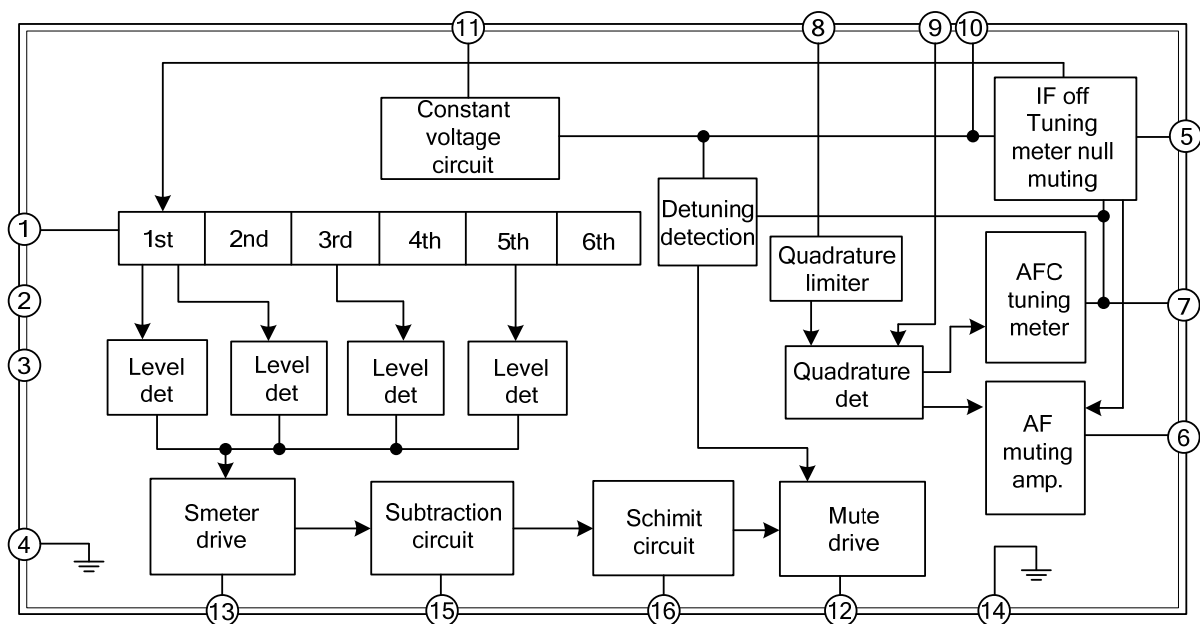 11
8
9
10
Constant
voltage
circuit
IF off
Tuning
meter null
muting
5
1
1st
2nd
3rd
4th
5th
6th
Detuning
detection
Quadrature
limiter
AFC
tuning
meter
7
2
3
Level
det
Level
det
Level
det
Level
det
Quadrature
det
AF
muting
amp.
6
4
Smeter
drive
Subtraction
circuit
Schimit
circuit
Mute
drive
13
15
16
12
14